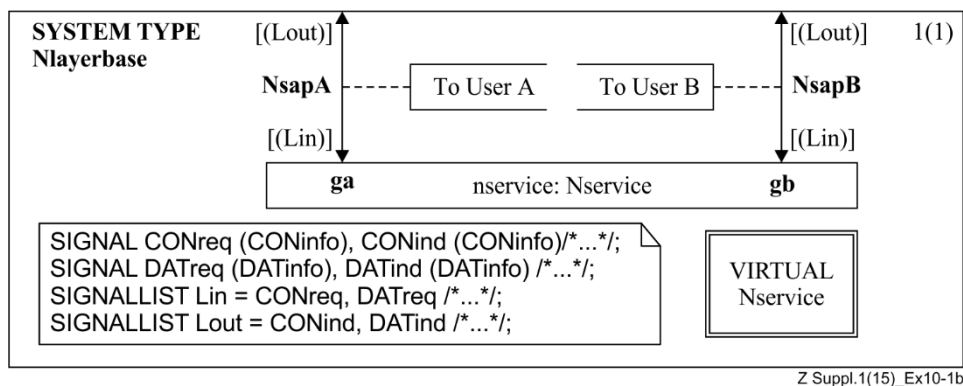 SYSTEM TYPE [(Lout)] [(Lout)] 1(1)
Nlayerbase
NsapA To User A To User B NsapB
[(Lin)] [(Lin)]
ga nservice: Nservice gb
SIGNAL CONreq (CONinfo), CONind (CONinfo)/*...*/;
SIGNAL DATreq (DATinfo), DATind (DATinfo) /*...*/;
SIGNALLIST Lin = CONreq, DATreq /*...*/;
SIGNALLIST Lout = CONind, DATind /*...*/;
VIRTUAL
Nservice
Z Suppl.1(15)_Ex10-1b